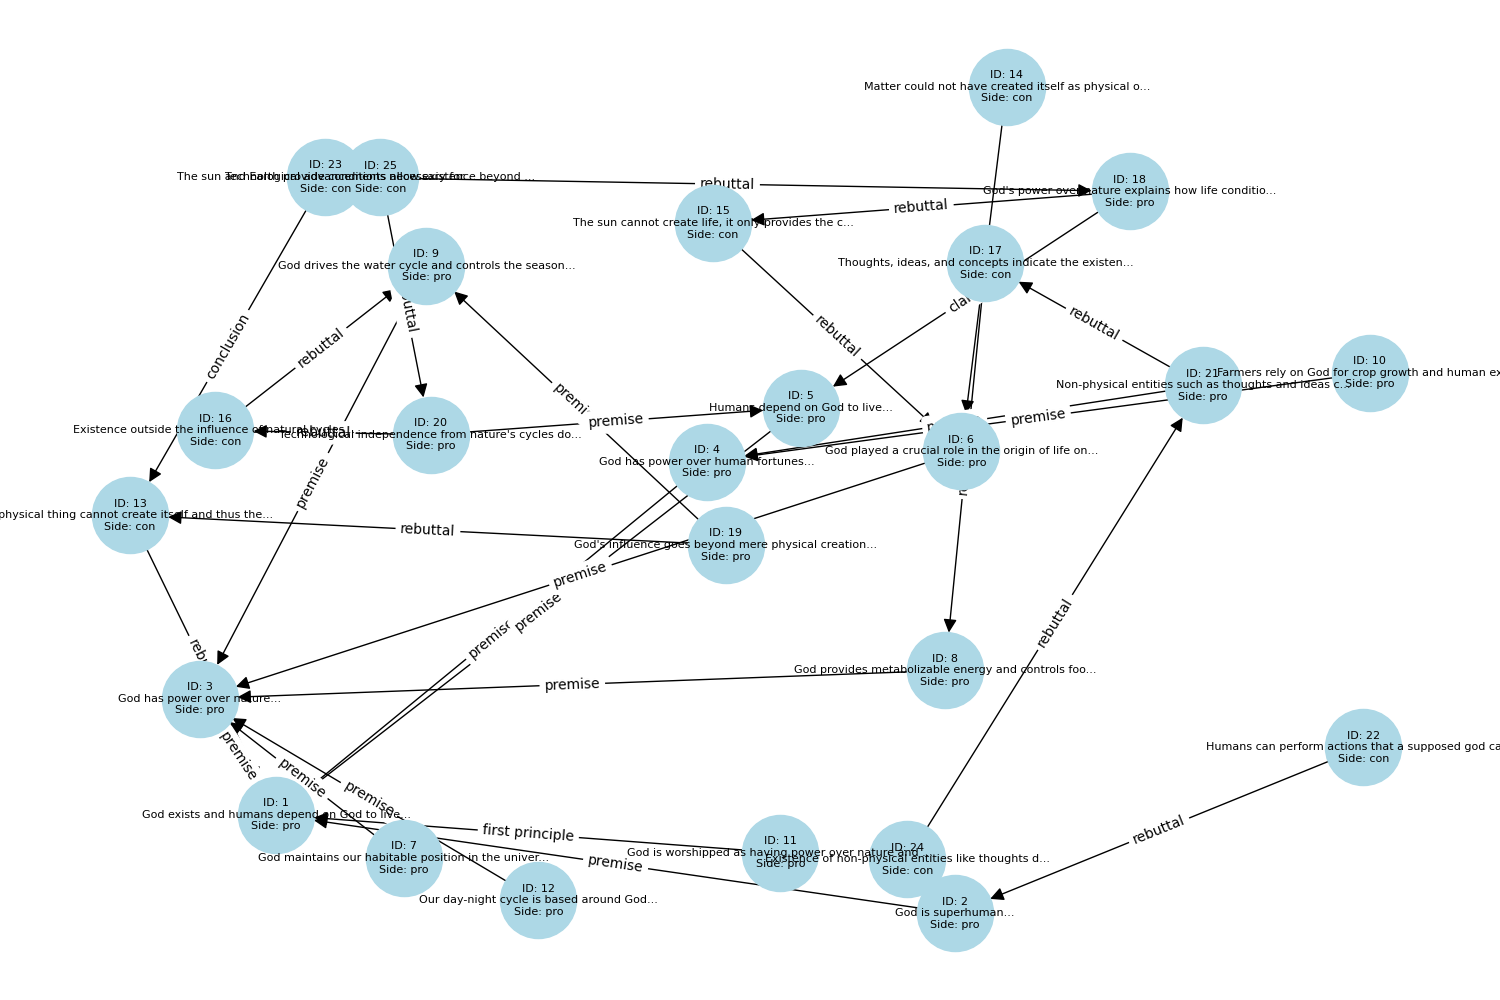 ID: 14
Matter could not have created itself as physical o...
Side: con
ID: 23
The sun and Earth provide conditions necessary for
Side: con
ID: 25
Technological advancements allow existence beyond ...
Side: con
rebuttal
ID: 18
God's power over nature explains how life conditio...
Side: pro
rebuttal
ID: 15
The sun cannot create life, it only provides the c...
Side: con
ID: 9
God drives the water cycle and controls the season...
Side: pro
ID: 17
Thoughts, ideas, and concepts indicate the existen...
Side: con
conclusion
rebuttal
rebuttal
rebuttal
ID: 10
Farmers rely on God for crop growth and human ex
Side: pro
ID: 21
Non-physical entities such as thoughts and ideas c...
Side: pro
ID: 5
Humans depend on God to live...
Side: pro
premise
premise
ID: 16
Existence outside the influence of natural cycles
Side: con
ID: 20
Technological independence from nature's cycles do...
Side: pro
ID: 4
God has power over human fortunes...
Side: pro
ID: 6
God played a crucial role in the origin of life on...
Side: pro
premise
ID: 13
physical thing cannot create itself and thus the...
Side: con
rebuttal
ID: 19
God's influence goes beyond mere physical creation...
Side: pro
premise
premise
premise
rebuttal
ID: 3
God has power over nature...
Side: pro
premise
ID: 8
God provides metabolizable energy and controls foo...
Side: pro
ID: 22
Humans can perform actions that a supposed god ca
Side: con
premise
premise
premise
ID: 1
God exists and humans depend on God to live...
Side: pro
first principle
rebuttal
ID: 7
God maintains our habitable position in the univer...
Side: pro
premise
ID: 11
God is worshipped as having power over nature and
Side: pro
ID: 24
Existence of non-physical entities like thoughts d...
Side: con
ID: 12
Our day-night cycle is based around God...
Side: pro
ID: 2
God is superhuman...
Side: pro